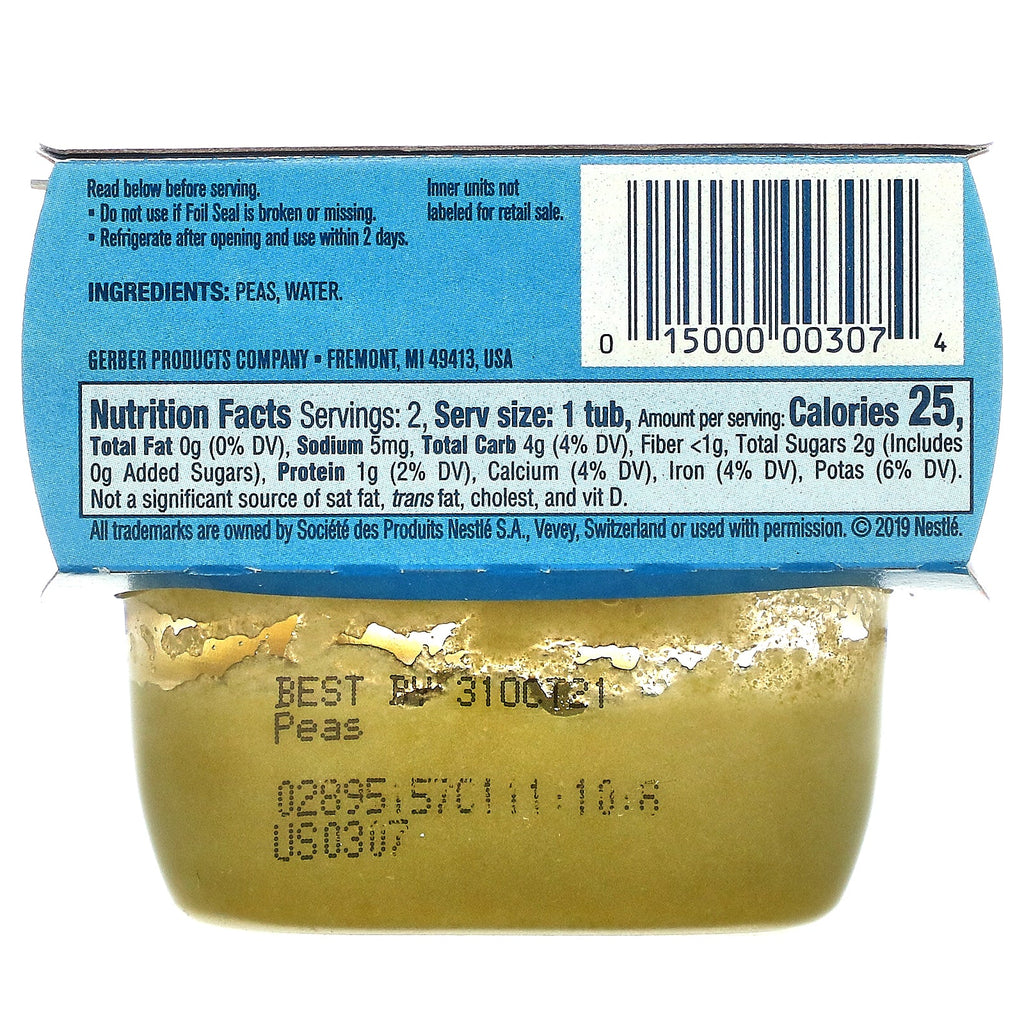 Read below before serving.
▪ Do not use if Foil Seal is broken or missing.
▪ Refrigerate after opening and use within 2 days.
Inner units not
labeled for retail sale.
INGREDIENTS: PEAS, WATER.
GERBER PRODUCTS COMPANY ▪ FREMONT, MI 49413, USA
0 15000 00307 4
Nutrition Facts Servings: 2, Serv size: 1 tub, Amount per serving: Calories 25,
Total Fat 0g (0% DV), Sodium 5mg, Total Carb 4g (4% DV), Fiber <1g, Total Sugars 2g (Includes
0g Added Sugars), Protein 1g (2% DV), Calcium (4% DV), Iron (4% DV), Potas (6% DV).
Not a significant source of sat fat, trans fat, cholest, and vit D.
All trademarks are owned by Société des Produits Nestlé S.A., Vevey, Switzerland or used with permission. © 2019 Nestlé.
BEST BY 31OCT21
Peas
US0307